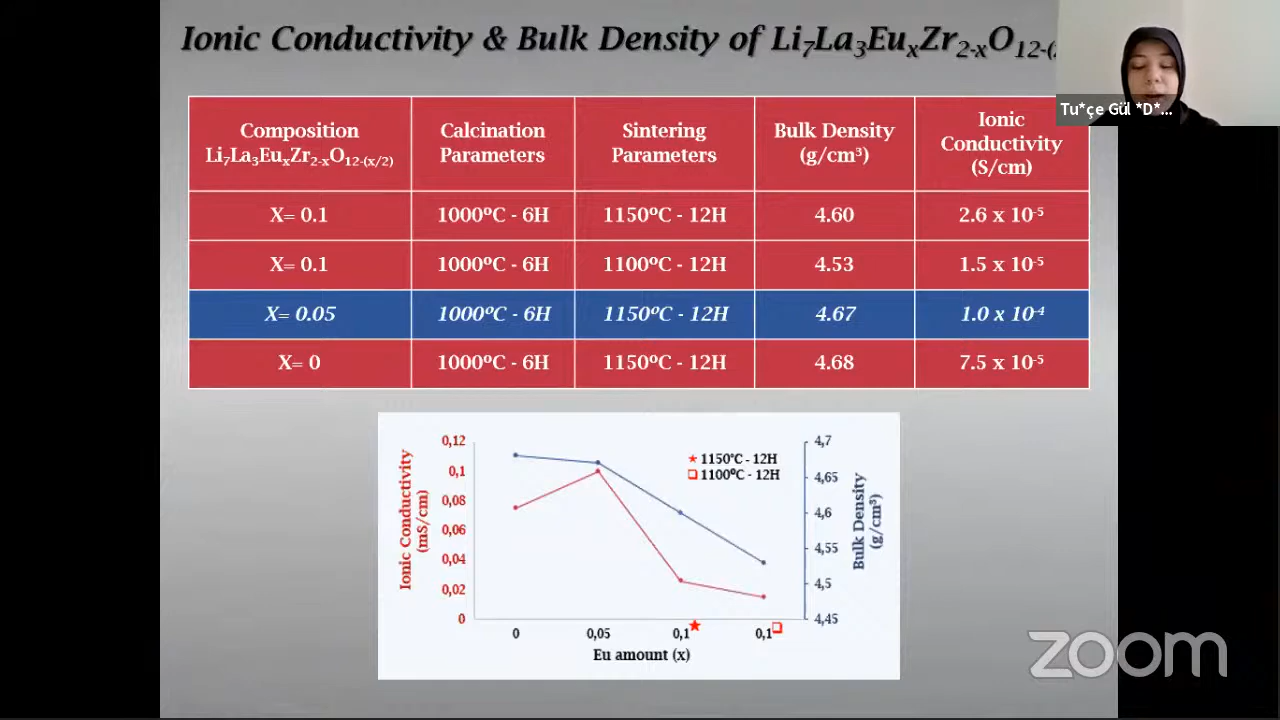 Ionic Conductivity & Bulk Density of Li7La3EuxZr2-xO12-(
Tu*çe Gül *D*...
Composition
Li7La3EuxZr2-xO12-(x/2)
Calcination
Parameters
Sintering
Parameters
Bulk Density
(g/cm³)
Ionic
Conductivity
(S/cm)
X= 0.1 1000ºC - 6H 1150ºC - 12H 4.60 2.6 x 10⁻⁵
X= 0.1 1000ºC - 6H 1100ºC - 12H 4.53 1.5 x 10⁻⁵
X= 0.05 1000ºC - 6H 1150ºC - 12H 4.67 1.0 x 10⁻⁴
X= 0 1000ºC - 6H 1150ºC - 12H 4.68 7.5 x 10⁻⁵
Ionic Conductivity
(mS/cm)
0,12
0,1
0,08
0,06
0,04
0,02
0
1150°C - 12H
1100ºC - 12H
4,7
4,65
4,6
4,55
4,5
4,45
Bulk Density
(g/cm³)
0 0,05 0,1 0,1
Eu amount (x)
zoom